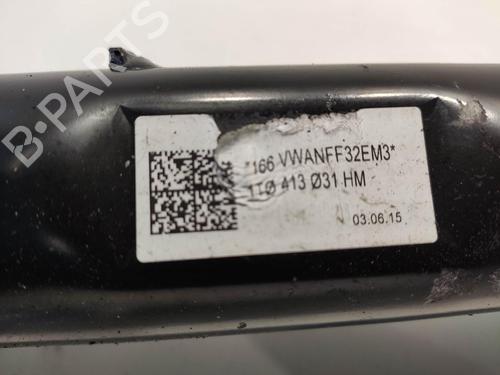 B-PARTS
*166 VWANFF32EM3*
1TØ 413 Ø31 HM
03.06.15